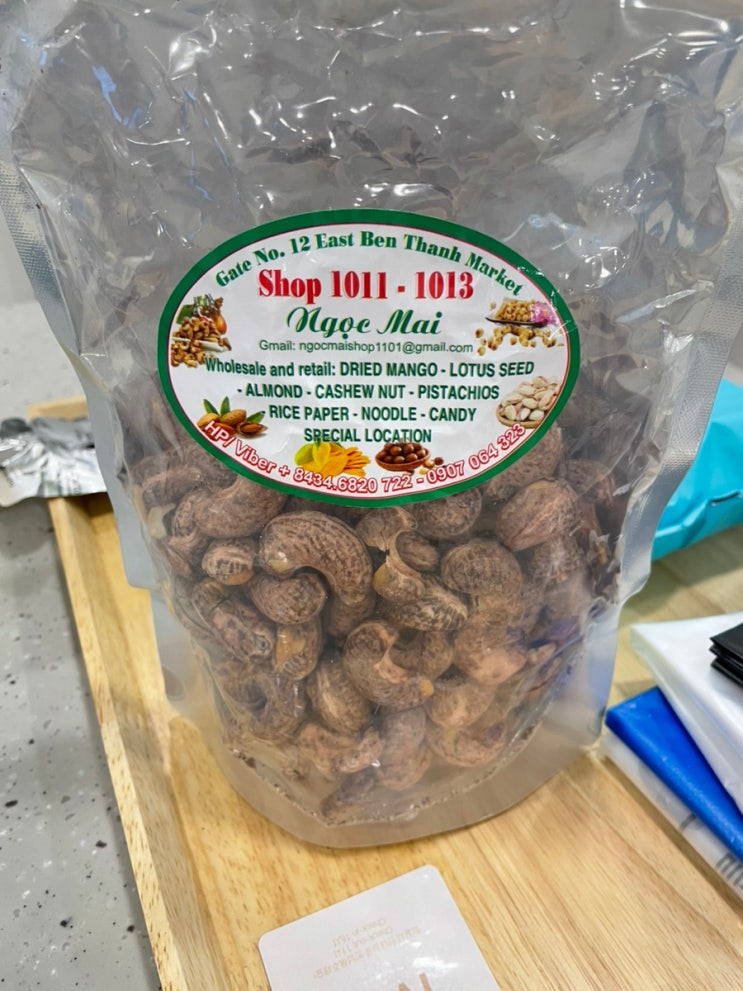 Gate No. 12 East Ben Thanh Market
Shop 1011 - 1013
Ngọc Mai
Gmail: ngocmaishop1101@gmail.com
Wholesale and retail: DRIED MANGO - LOTUS SEED
- ALMOND - CASHEW NUT - PISTACHIOS
RICE PAPER - NOODLE - CANDY
SPECIAL LOCATION
HP/ Viber + 8434.6820 722 - 0907 064 323